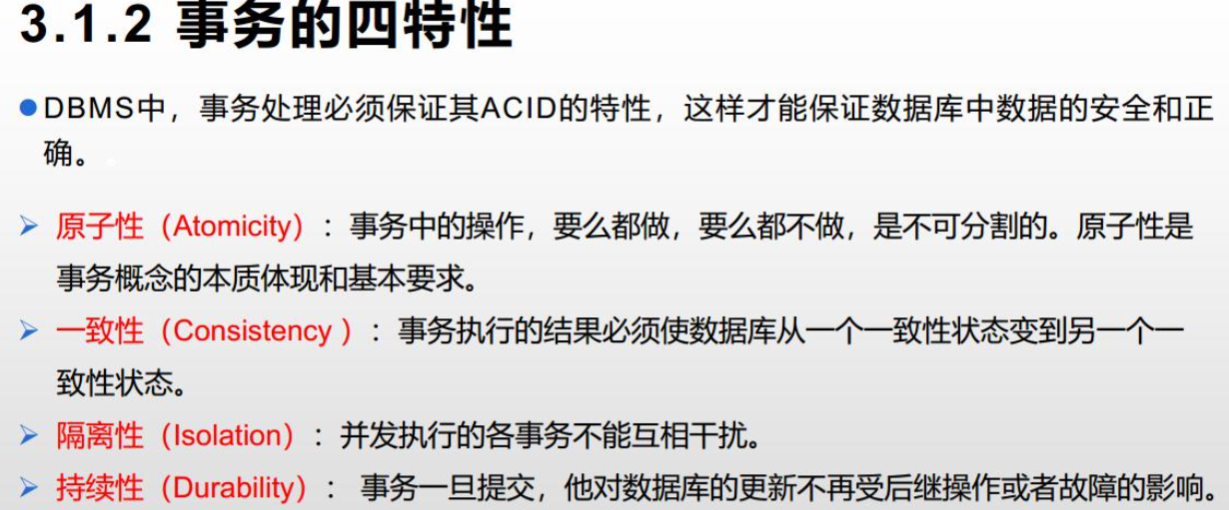 3.1.2 事务的四特性
DBMS中，事务处理必须保证其ACID的特性，这样才能保证数据库中数据的安全和正
确。
原子性（Atomicity）：事务中的操作，要么都做，要么都不做，是不可分割的。原子性是
事务概念的本质体现和基本要求。
一致性（Consistency ）：事务执行的结果必须使数据库从一个一致性状态变到另一个一
致性状态。
隔离性（Isolation）：并发执行的各事务不能互相干扰。
持续性（Durability）： 事务一旦提交，他对数据库的更新不再受后继操作或者故障的影响。